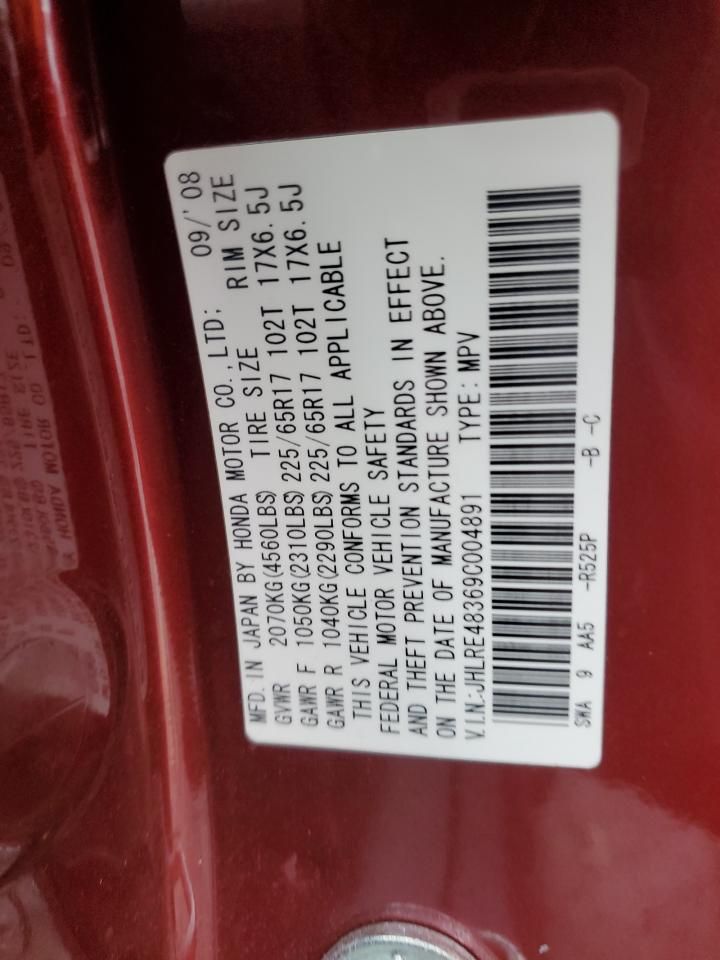 MFD. IN JAPAN BY HONDA MOTOR CO.,LTD; 09/'08
GVWR 2070KG(4560LBS) TIRE SIZE RIM SIZE
GAWR F 1050KG(2310LBS) 225/65R17 102T 17X6.5J
GAWR R 1040KG(2290LBS) 225/65R17 102T 17X6.5J
THIS VEHICLE CONFORMS TO ALL APPLICABLE
FEDERAL MOTOR VEHICLE SAFETY
AND THEFT PREVENTION STANDARDS IN EFFECT
ON THE DATE OF MANUFACTURE SHOWN ABOVE.
V.I.N.:JHLRE48369C004891 TYPE: MPV
SWA 9 AA5 -R525P -B -C